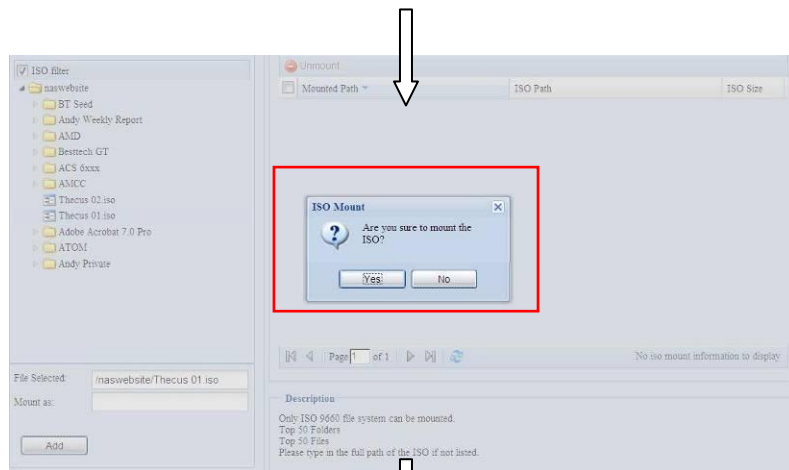 ISO filter
naswebsite
BT Seed
Andy Weekly Report
AMD
Besttech GT
ACS 6xxx
AMCC
Thecus 02.iso
Thecus 01.iso
Adobe Acrobat 7.0 Pro
ATOM
Andy Private
File Selected: /naswebsite/Thecus 01.iso
Mount as:
Add
Unmount
Mounted Path ISO Path ISO Size
ISO Mount
Are you sure to mount the
ISO?
Yes No
Page 1 of 1 No iso mount information to display
Description
Only ISO 9660 file system can be mounted.
Top 50 Folders
Top 50 Files
Please type in the full path of the ISO if not listed.